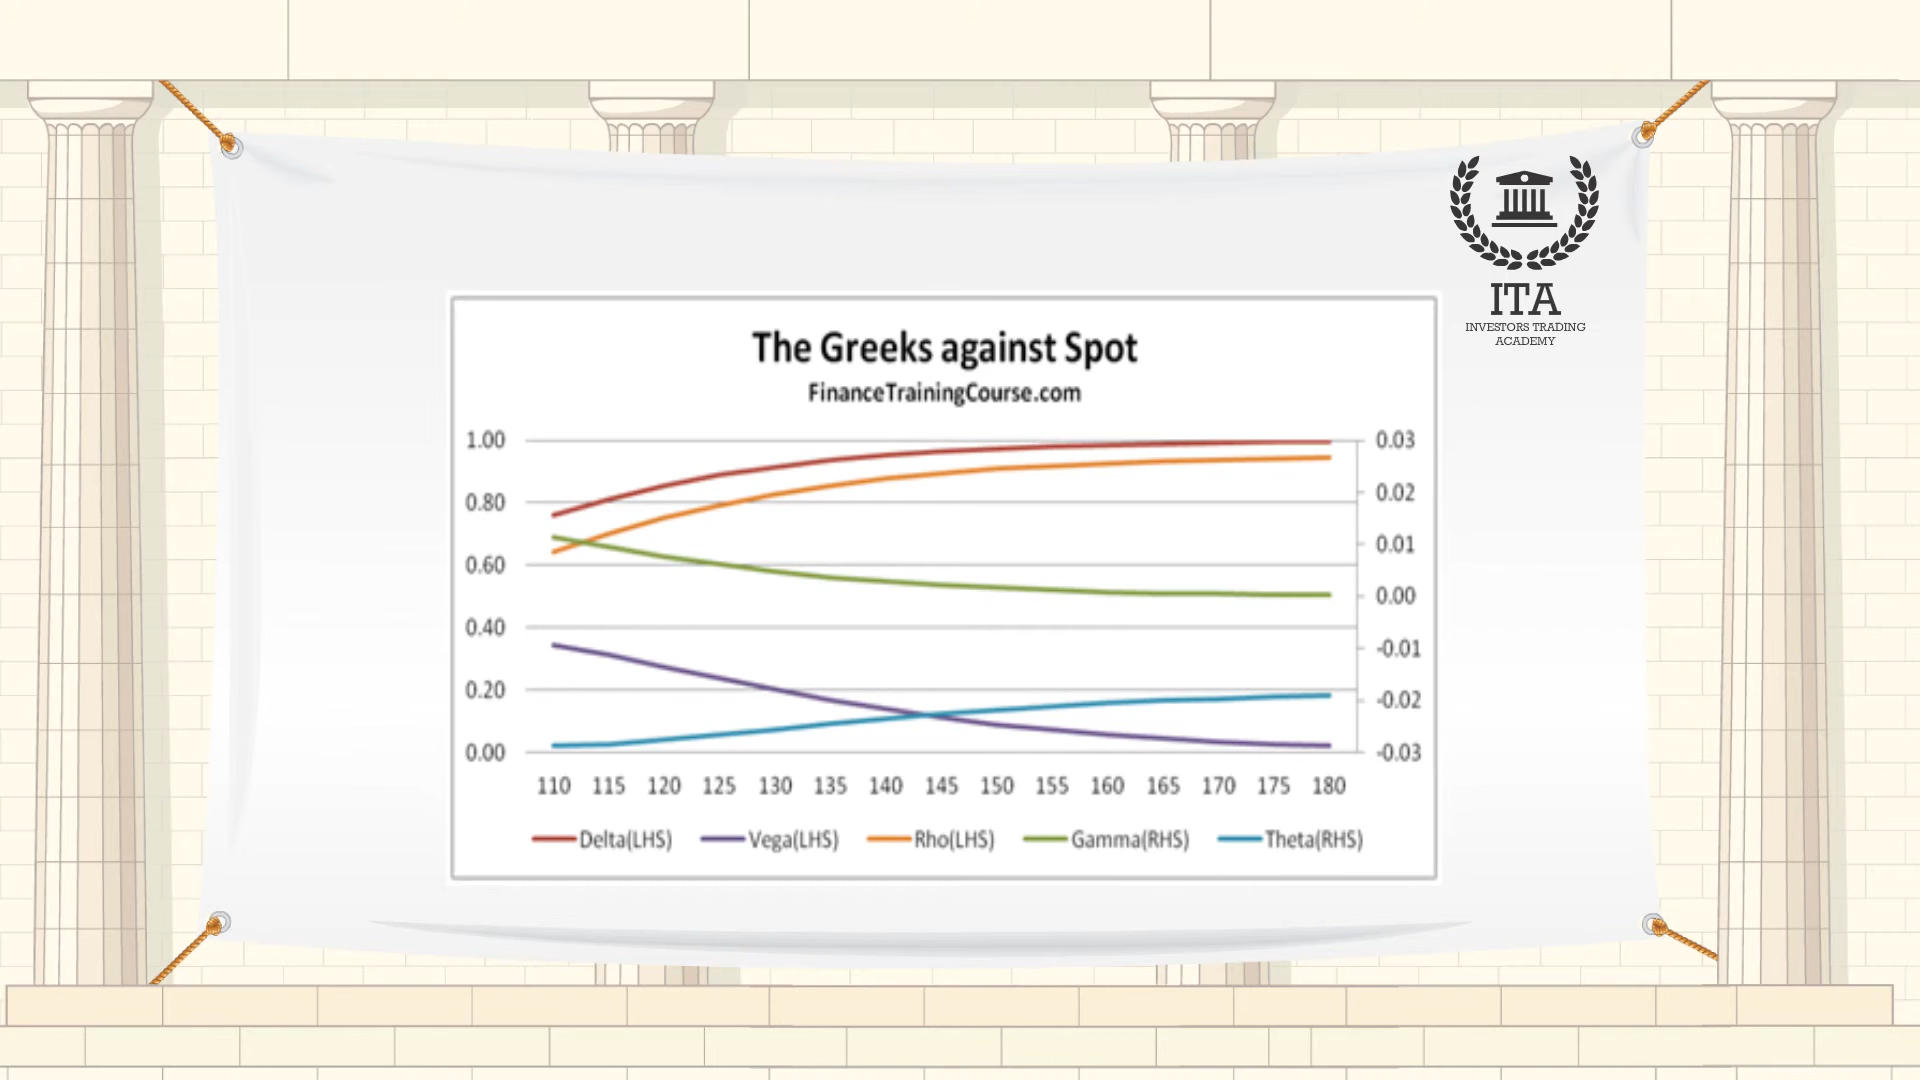 ITA
INVESTORS TRADING
ACADEMY
The Greeks against Spot
FinanceTrainingCourse.com
1.00
0.80
0.60
0.40
0.20
0.00
0.03
0.02
0.01
0.00
-0.01
-0.02
-0.03
110 115 120 125 130 135 140 145 150 155 160 165 170 175 180
Delta(LHS) Vega(LHS) Rho(LHS) Gamma(RHS) Theta(RHS)